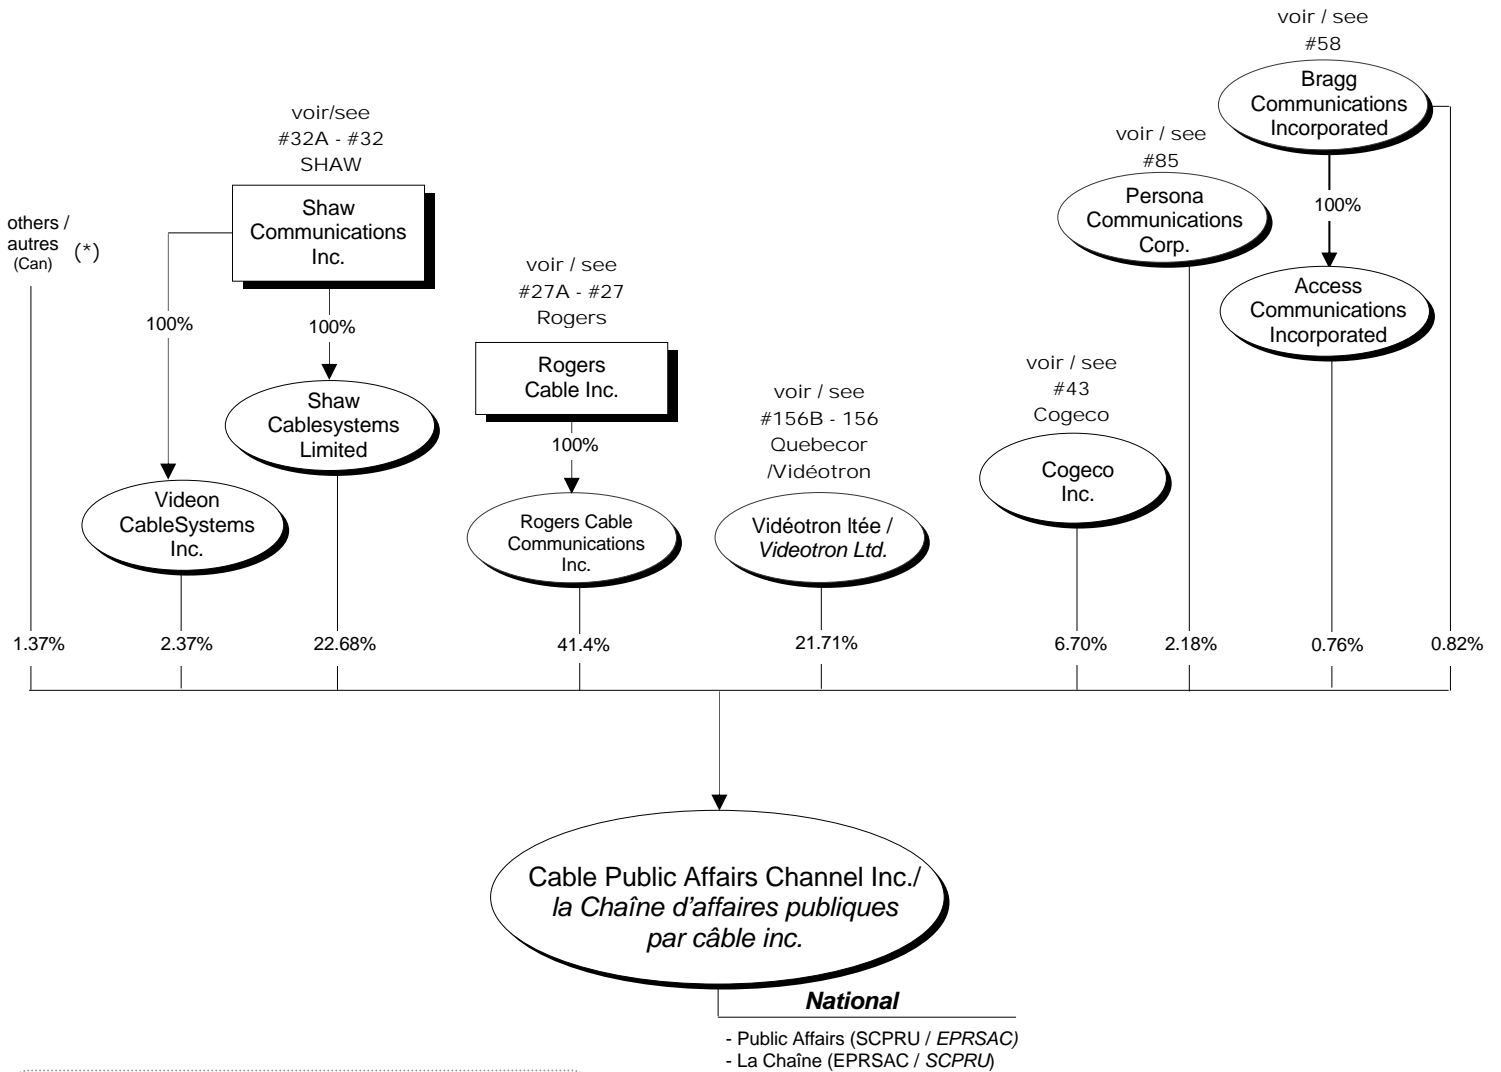 voir / see
#58
Bragg
Communications
Incorporated
voir/see
#32A - #32
SHAW
voir / see
#85
Persona
Communications
Corp.
100%
Shaw
Communications
Inc.
others /
autres
(Can)
(*)
voir / see
#27A - #27
Rogers
Access
Communications
Incorporated
100%
100%
Rogers
Cable Inc.
voir / see
#43
Cogeco
voir / see
#156B - 156
Quebecor
/Vidéotron
Shaw
Cablesystems
Limited
100%
Cogeco
Inc.
Videon
CableSystems
Inc.
Rogers Cable
Communications
Inc.
Vidéotron ltée /
Videotron Ltd.
1.37%
2.37%
22.68%
41.4%
21.71%
6.70%
2.18%
0.76%
0.82%
Cable Public Affairs Channel Inc./
la Chaîne d'affaires publiques
par câble inc.
National
- Public Affairs (SCPRU / EPRSAC)
- La Chaîne (EPRSAC / SCPRU)